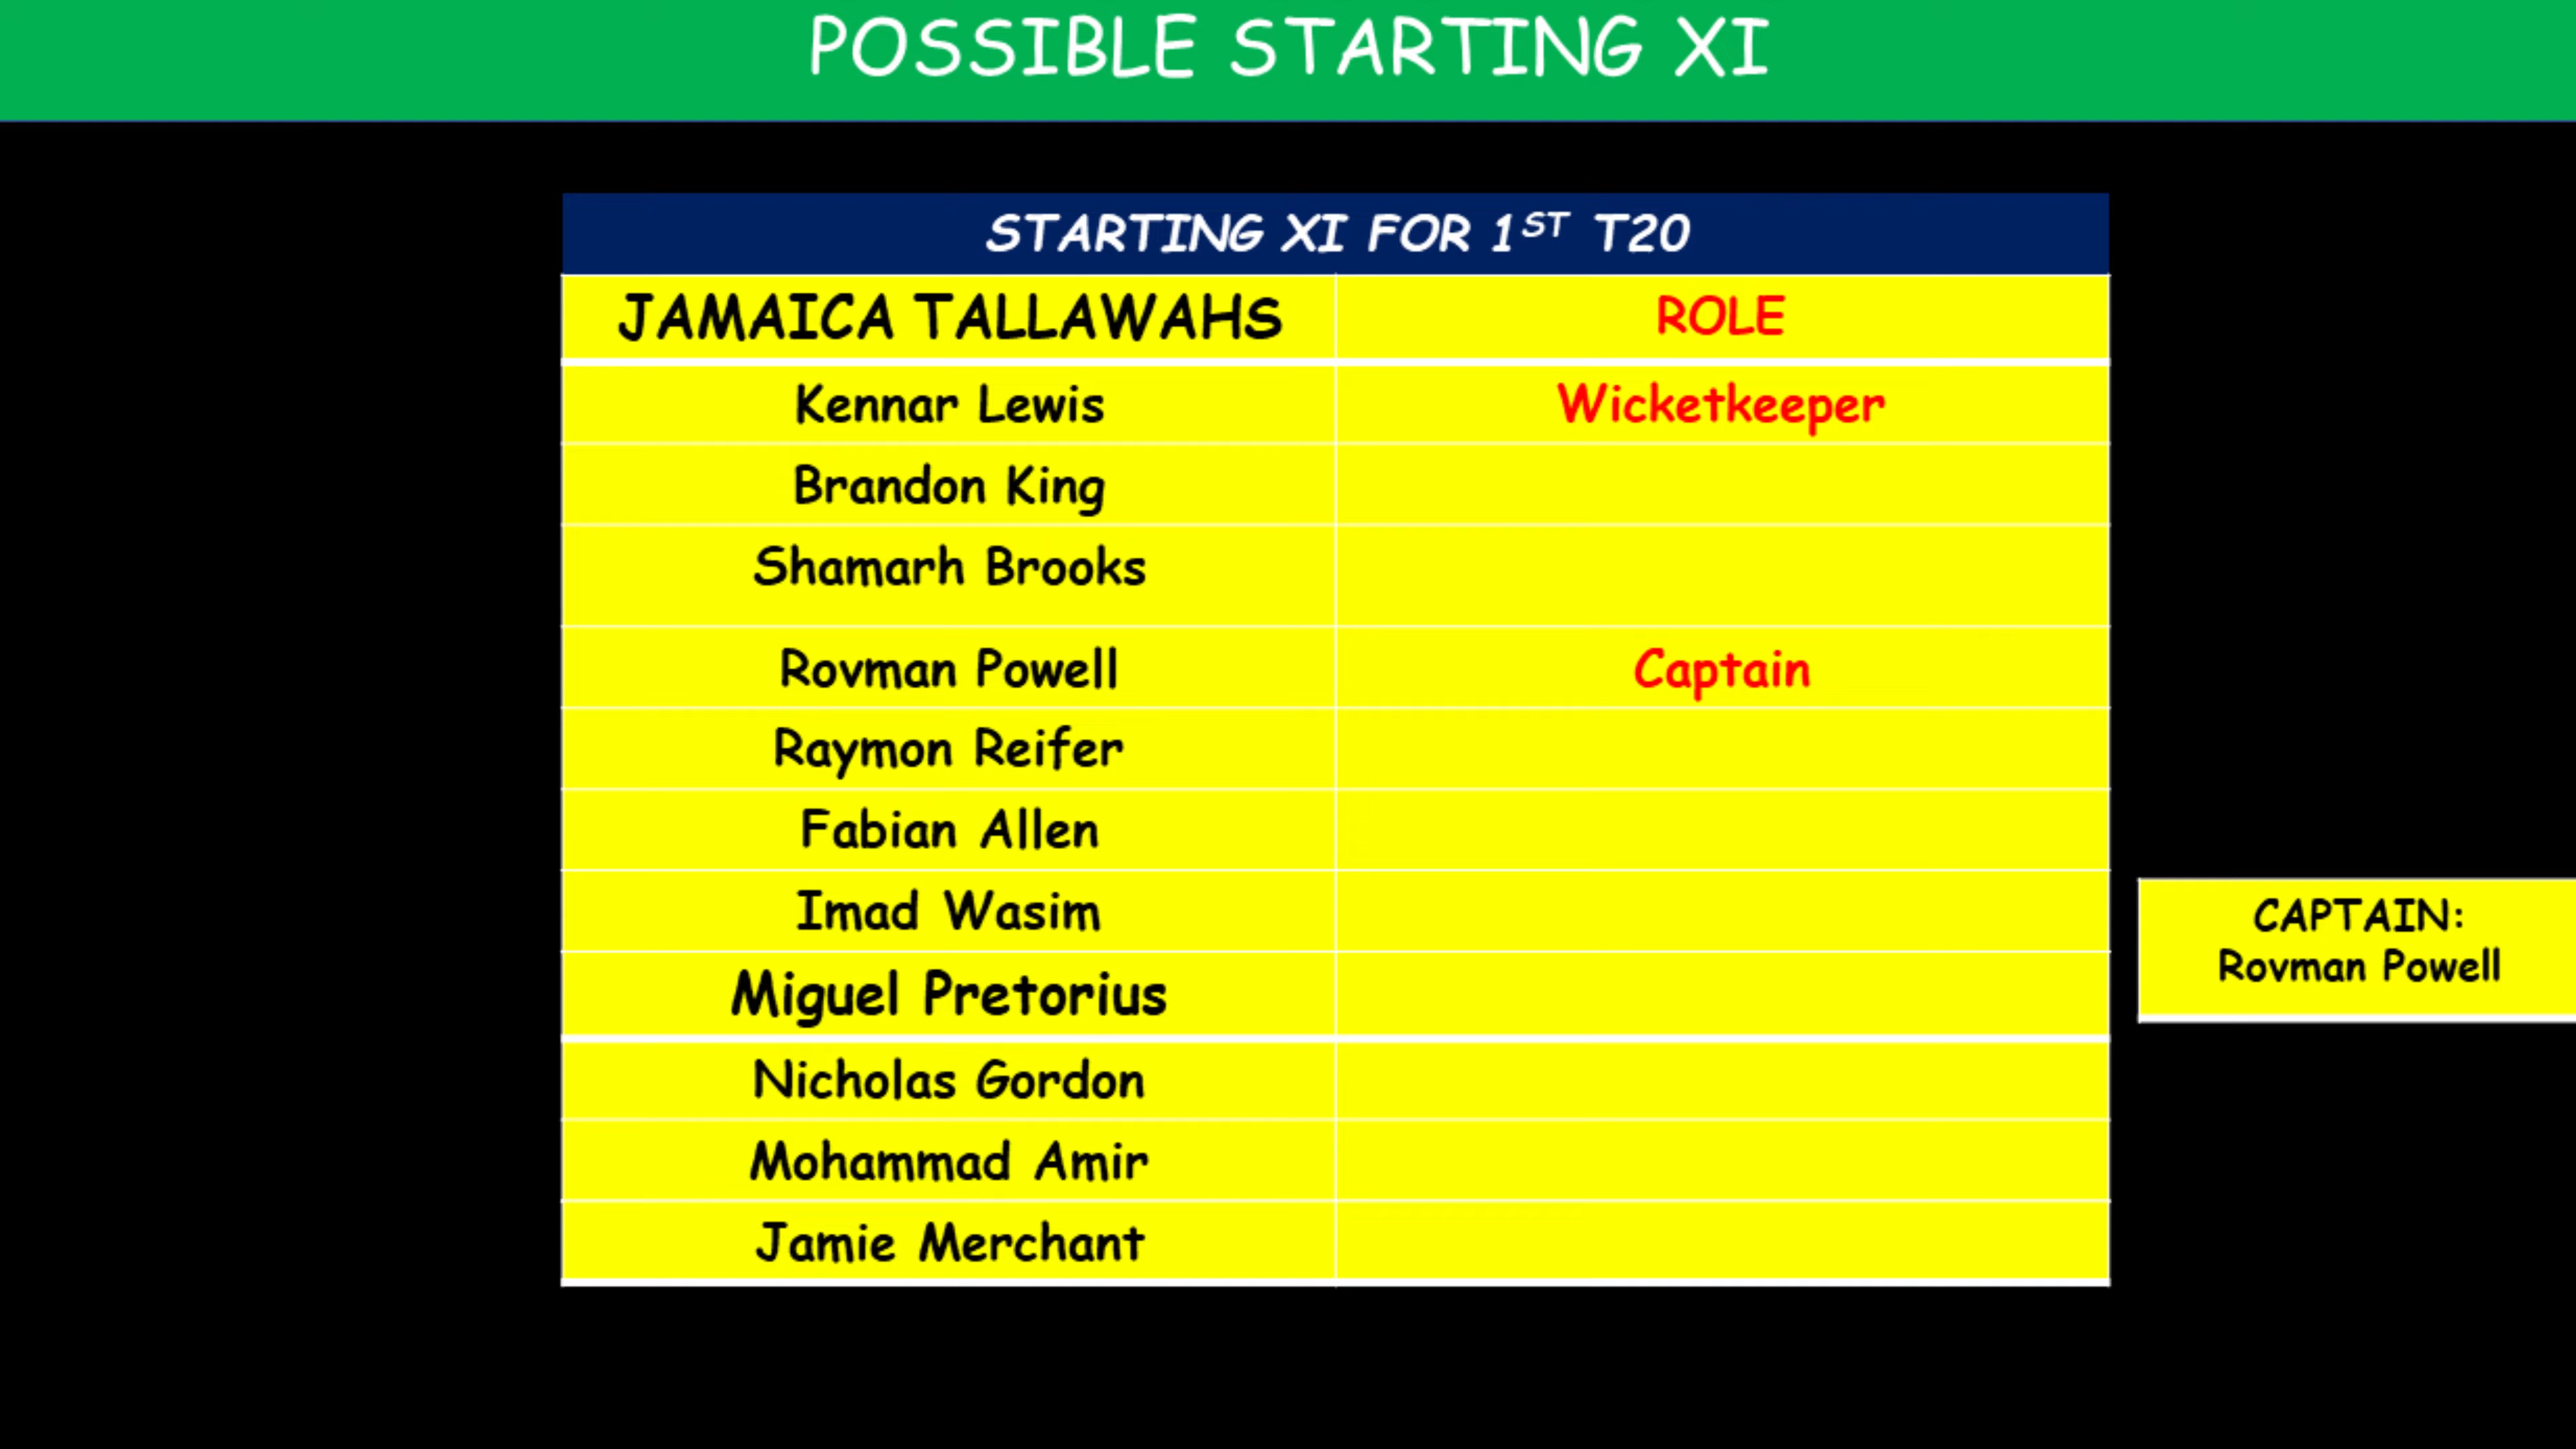 POSSIBLE STARTING XI
STARTING XI FOR 1ST T20
JAMAICA TALLAWAHS ROLE
Kennar Lewis Wicketkeeper
Brandon King
Shamarh Brooks
Rovman Powell Captain
Raymon Reifer
Fabian Allen
Imad Wasim
Miguel Pretorius
Nicholas Gordon
Mohammad Amir
Jamie Merchant
CAPTAIN:
Rovman Powell